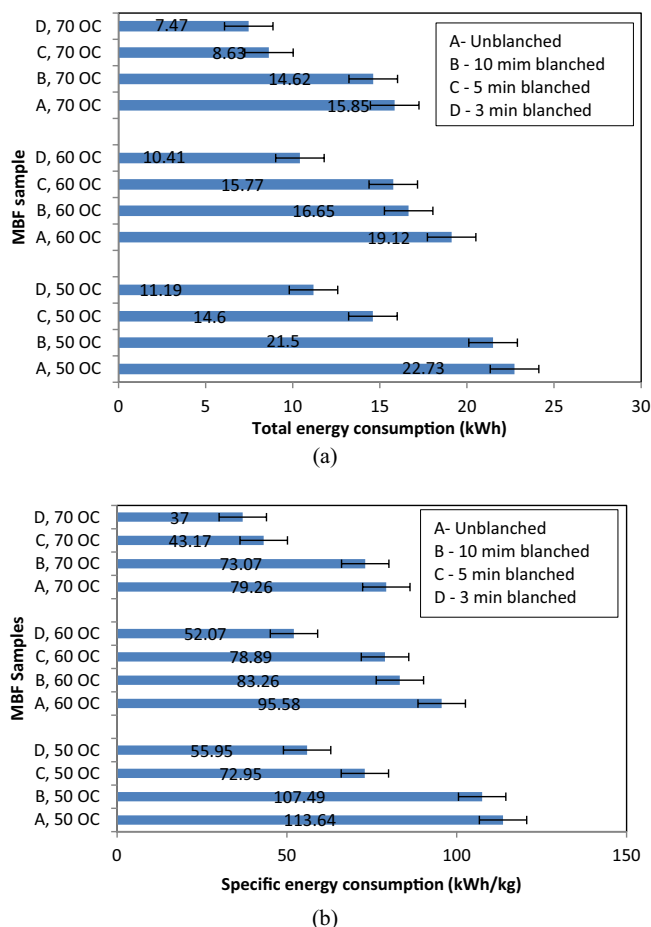 D, 70 OC
7.47
C, 70 OC
8.63
B, 70 OC
14.62
A, 70 OC
15.85
D, 60 OC
10.41
C, 60 OC
15.77
B, 60 OC
16.65
A, 60 OC
19.12
D, 50 OC
11.19
C, 50 OC
14.6
B, 50 OC
21.5
A, 50 OC
22.73
MBF sample
A- Unblanched
B - 10 mim blanched
C - 5 min blanched
D - 3 min blanched
0 5 10 15 20 25 30
Total energy consumption (kWh)
(a)
D, 70 OC
37
C, 70 OC
43.17
B, 70 OC
73.07
A, 70 OC
79.26
D, 60 OC
52.07
C, 60 OC
78.89
B, 60 OC
83.26
A, 60 OC
95.58
D, 50 OC
55.95
C, 50 OC
72.95
B, 50 OC
107.49
A, 50 OC
113.64
MBF Samples
A- Unblanched
B - 10 mim blanched
C - 5 min blanched
D - 3 min blanched
0 50 100 150
Specific energy consumption (kWh/kg)
(b)